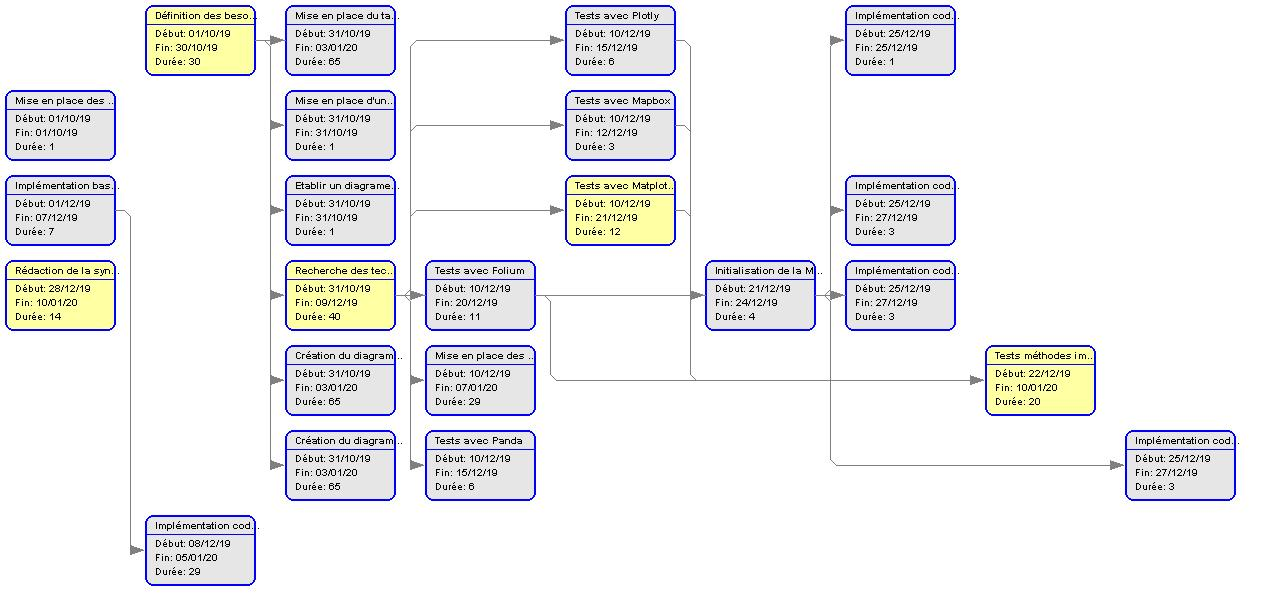 Définition des beso...
Début: 01/10/19
Fin: 30/10/19
Durée: 30
Mise en place du ta...
Début: 31/10/19
Fin: 03/01/20
Durée: 65
Tests avec Plotly
Début: 10/12/19
Fin: 15/12/19
Durée: 6
Implémentation cod...
Début: 25/12/19
Fin: 25/12/19
Durée: 1
Mise en place des ...
Début: 01/10/19
Fin: 01/10/19
Durée: 1
Mise en place d'un...
Début: 31/10/19
Fin: 31/10/19
Durée: 1
Tests avec Mapbox
Début: 10/12/19
Fin: 12/12/19
Durée: 3
Implémentation bas...
Début: 01/12/19
Fin: 07/12/19
Durée: 7
Etablir un diagrame...
Début: 31/10/19
Fin: 31/10/19
Durée: 1
Tests avec Matplot...
Début: 10/12/19
Fin: 21/12/19
Durée: 12
Implémentation cod...
Début: 25/12/19
Fin: 27/12/19
Durée: 3
Rédaction de la syn...
Début: 28/12/19
Fin: 10/01/20
Durée: 14
Recherche des tec...
Début: 31/10/19
Fin: 09/12/19
Durée: 40
Tests avec Folium
Début: 10/12/19
Fin: 20/12/19
Durée: 11
Initialisation de la M...
Début: 21/12/19
Fin: 24/12/19
Durée: 4
Implémentation cod...
Début: 25/12/19
Fin: 27/12/19
Durée: 3
Création du diagram...
Début: 31/10/19
Fin: 03/01/20
Durée: 65
Mise en place des ...
Début: 10/12/19
Fin: 07/01/20
Durée: 29
Tests méthodes im...
Début: 22/12/19
Fin: 10/01/20
Durée: 20
Création du diagram...
Début: 31/10/19
Fin: 03/01/20
Durée: 65
Tests avec Panda
Début: 10/12/19
Fin: 15/12/19
Durée: 6
Implémentation cod...
Début: 25/12/19
Fin: 27/12/19
Durée: 3
Implémentation cod...
Début: 08/12/19
Fin: 05/01/20
Durée: 29